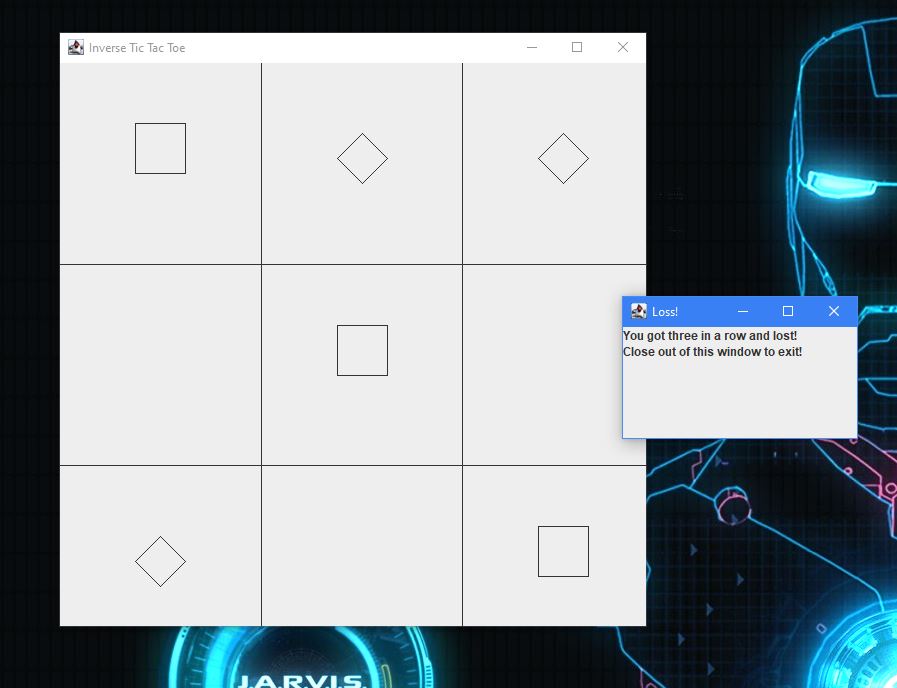 Inverse Tic Tac Toe
Loss!
You got three in a row and lost!
Close out of this window to exit!
J.A.R.V.I.S.